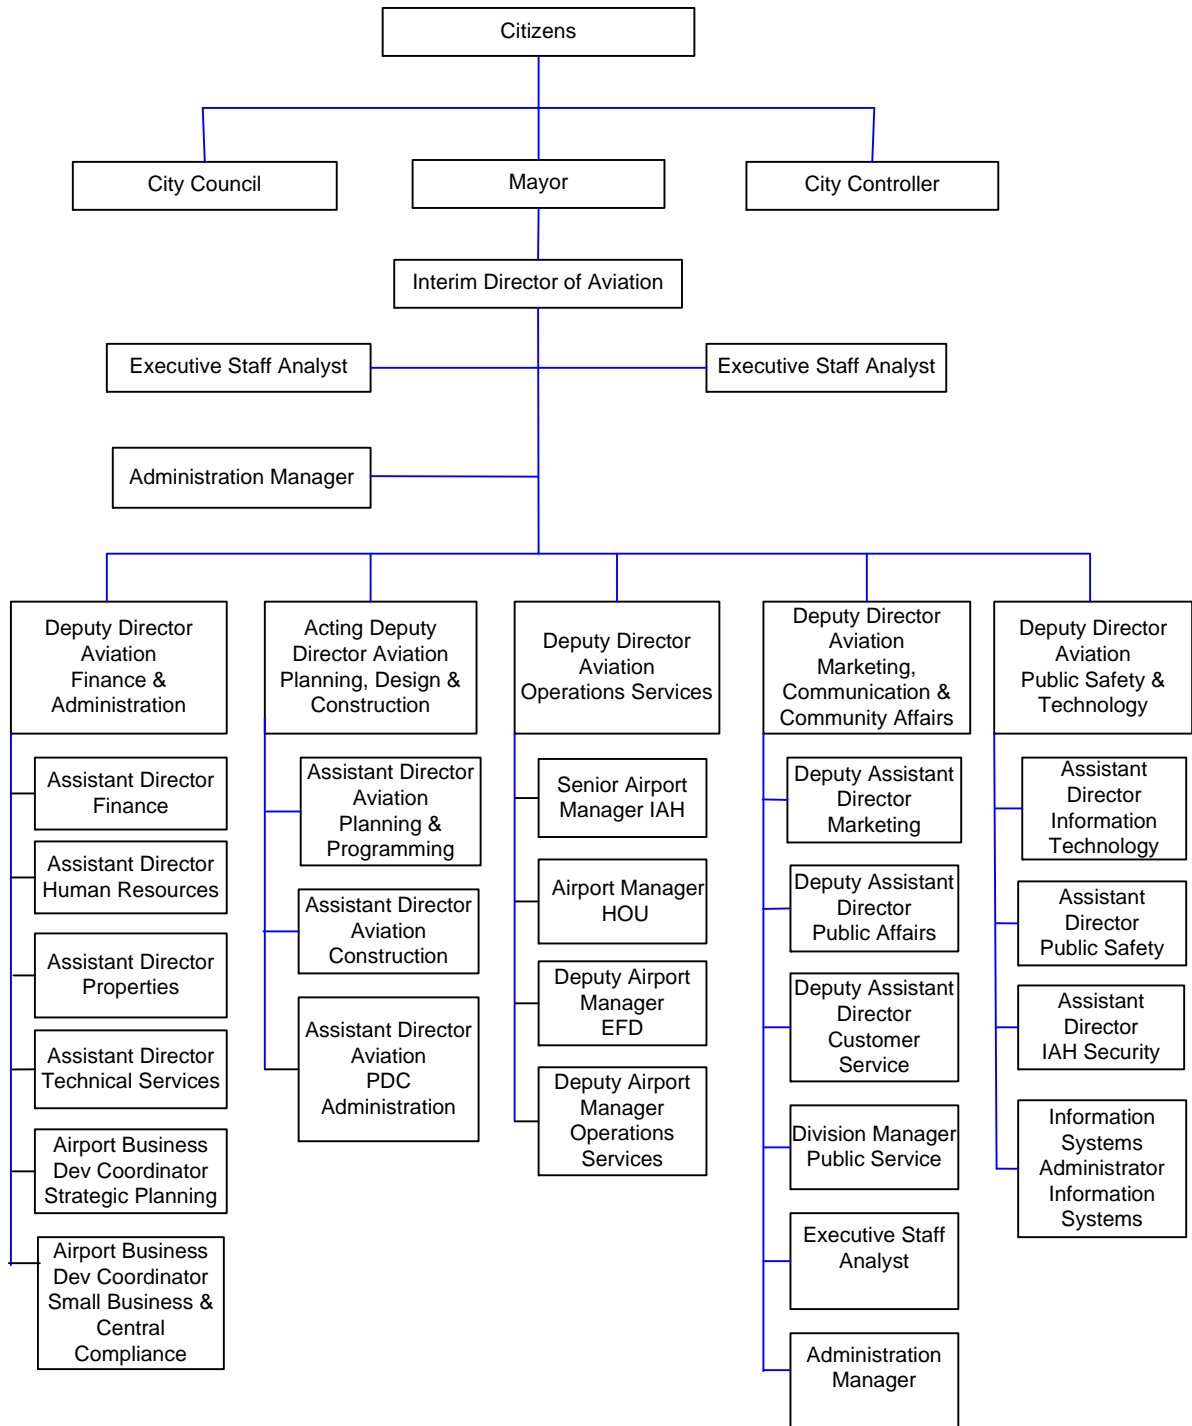 Citizens
City Council
Mayor
City Controller
Interim Director of Aviation
Executive Staff Analyst
Executive Staff Analyst
Administration Manager
Deputy Director
Aviation
Finance &
Administration
Assistant Director
Finance
Assistant Director
Human Resources
Assistant Director
Properties
Assistant Director
Technical Services
Airport Business
Dev Coordinator
Strategic Planning
Airport Business
Dev Coordinator
Small Business &
Central
Compliance
Acting Deputy
Director Aviation
Planning, Design &
Construction
Assistant Director
Aviation
Planning &
Programming
Assistant Director
Aviation
Construction
Assistant Director
Aviation
PDC
Administration
Deputy Director
Aviation
Operations Services
Senior Airport
Manager IAH
Airport Manager
HOU
Deputy Airport
Manager
EFD
Deputy Airport
Manager
Operations
Services
Deputy Director
Aviation
Marketing,
Communication &
Community Affairs
Deputy Assistant
Director
Marketing
Deputy Assistant
Director
Public Affairs
Deputy Assistant
Director
Customer
Service
Division Manager
Public Service
Executive Staff
Analyst
Administration
Manager
Deputy Director
Aviation
Public Safety &
Technology
Assistant
Director
Information
Technology
Assistant
Director
Public Safety
Assistant
Director
IAH Security
Information
Systems
Administrator
Information
Systems